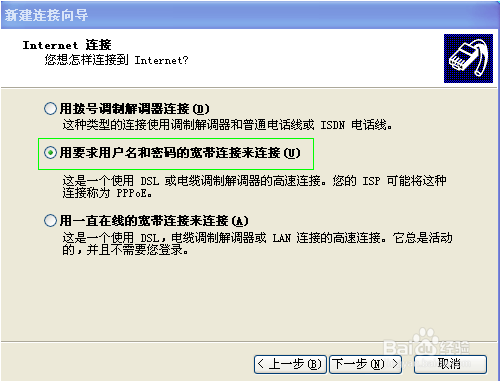 新建连接向导
Internet 连接
您想怎样连接到 Internet?
用拨号调制解调器连接(D)
这种类型的连接使用调制解调器和普通电话线或 ISDN 电话线。
用要求用户名和密码的宽带连接来连接(U)
这是一个使用 DSL 或电缆调制解调器的高速连接。您的 ISP 可能将这种
连接称为 PPPoE。
用一直在线的宽带连接来连接(A)
这是一个使用 DSL,电缆调制解调器或 LAN 连接的高速连接。它总是活动
的,并且不需要您登录。
Baidu经验
<上一步(B) 下一步(N)> 取消